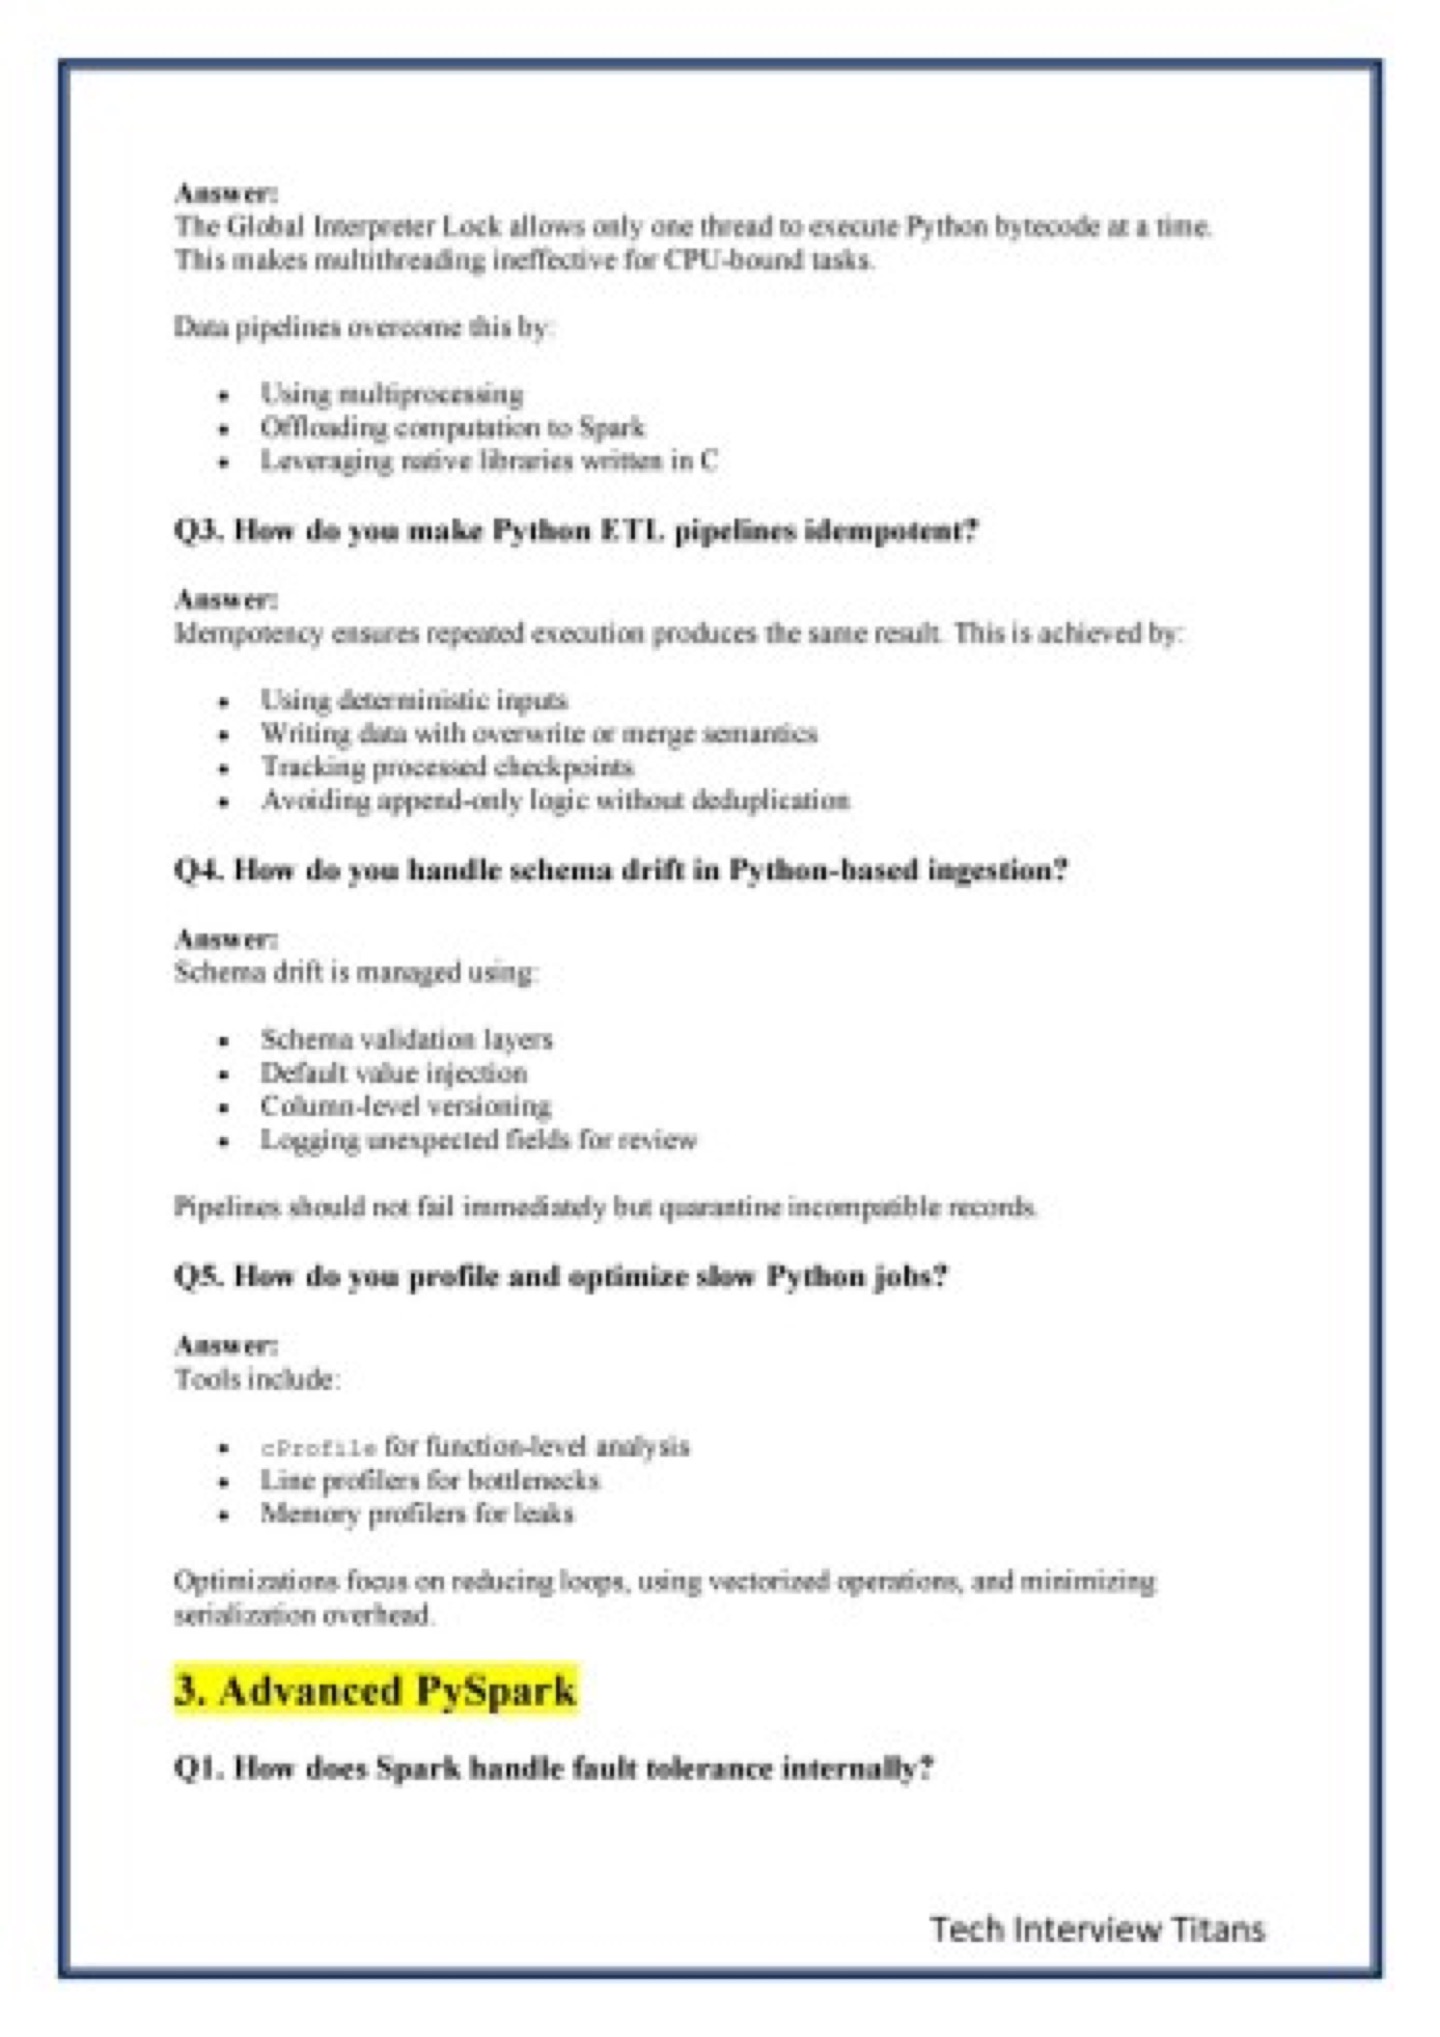 Answer:
The Global Interpreter Lock allows only one thread to execute Python bytecode at a time.
This makes multithreading ineffective for CPU-bound tasks.
Data pipelines overcome this by:
• Using multiprocessing
• Offloading computation to Spark
• Leveraging native libraries written in C
Q3. How do you make Python ETL pipelines idempotent?
Answer:
Idempotency ensures repeated execution produces the same result. This is achieved by:
• Using deterministic inputs
• Writing data with overwrite or merge semantics
• Tracking processed checkpoints
• Avoiding append-only logic without deduplication
Q4. How do you handle schema drift in Python-based ingestion?
Answer:
Schema drift is managed using:
• Schema validation layers
• Default value injection
• Column-level versioning
• Logging unexpected fields for review
Pipelines should not fail immediately but quarantine incompatible records.
Q5. How do you profile and optimize slow Python jobs?
Answer:
Tools include:
• cProfile for function-level analysis
• Line profilers for bottlenecks
• Memory profilers for leaks
Optimizations focus on reducing loops, using vectorized operations, and minimizing
serialization overhead.
3. Advanced PySpark
Q1. How does Spark handle fault tolerance internally?
Tech Interview Titans